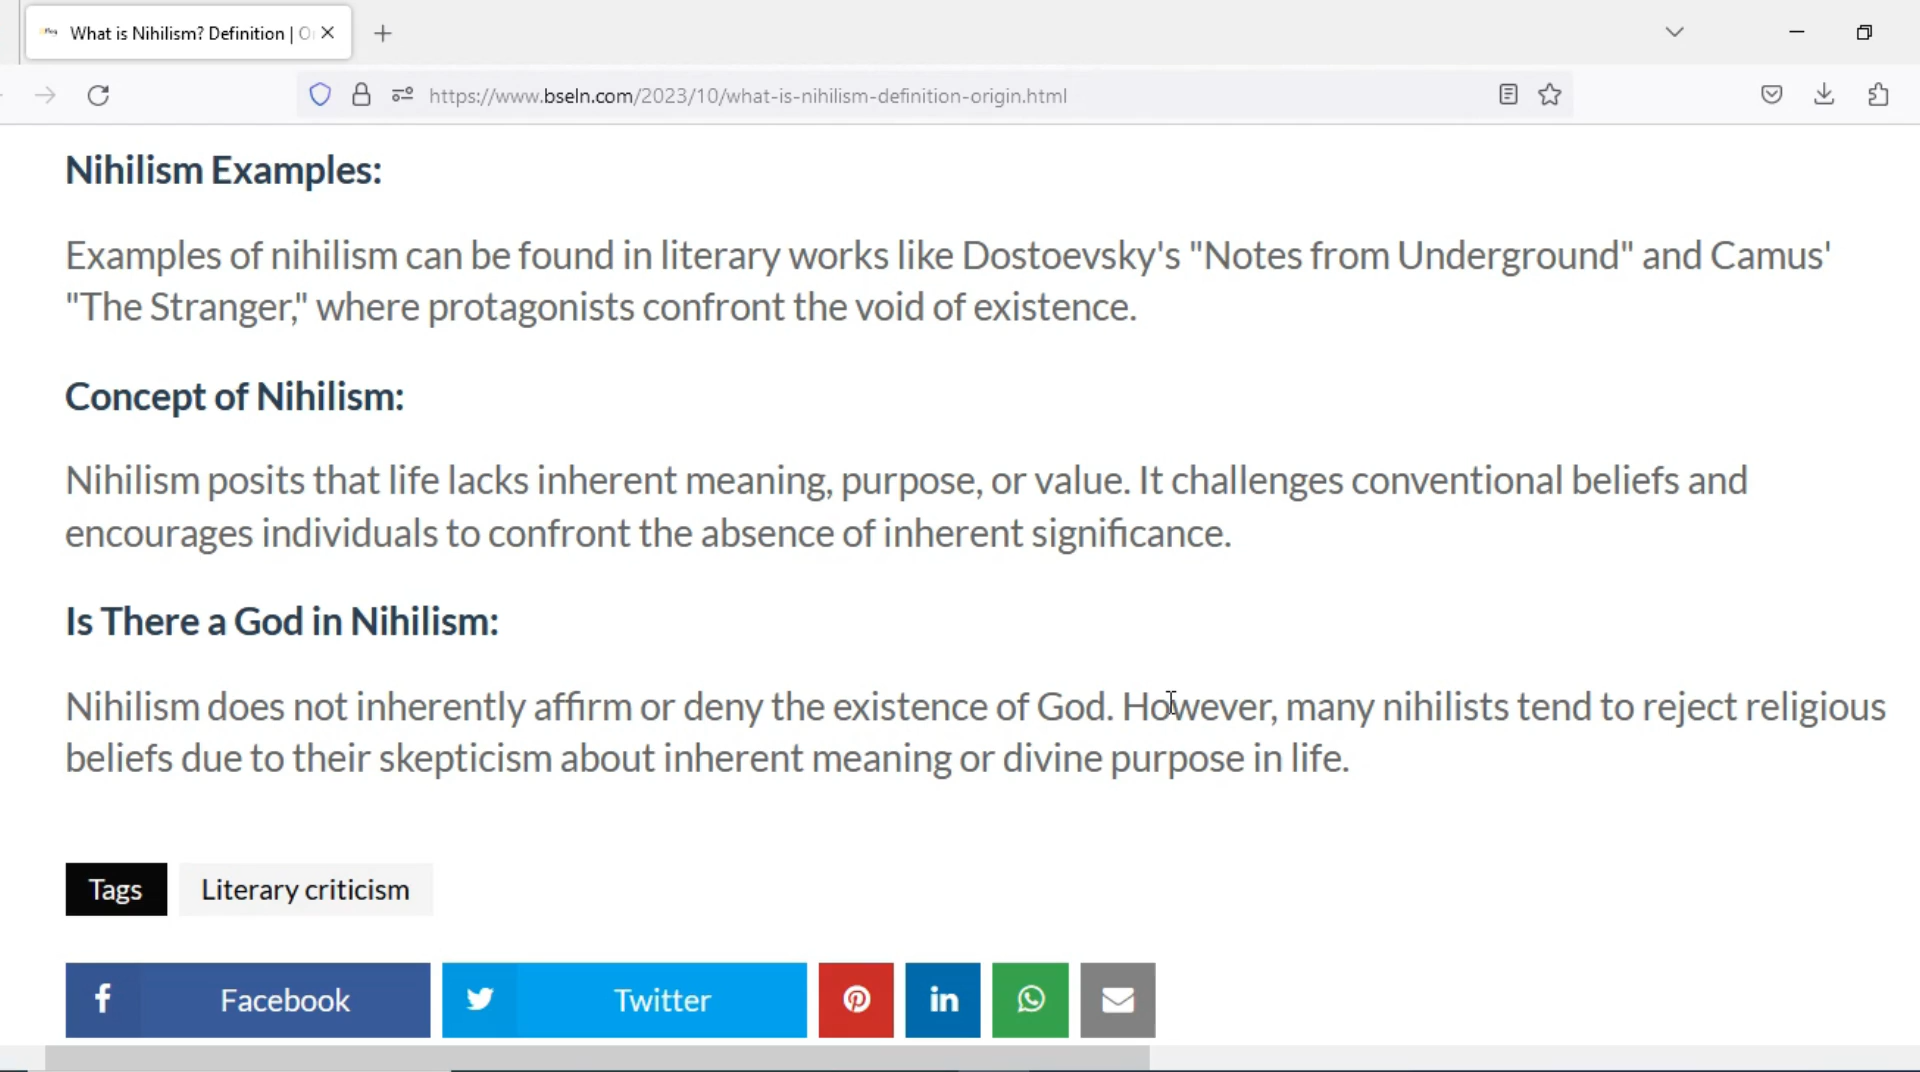 What is Nihilism? Definition | O
https://www.bseln.com/2023/10/what-is-nihilism-definition-origin.html
Nihilism Examples:
Examples of nihilism can be found in literary works like Dostoevsky's "Notes from Underground" and Camus'
"The Stranger," where protagonists confront the void of existence.
Concept of Nihilism:
Nihilism posits that life lacks inherent meaning, purpose, or value. It challenges conventional beliefs and
encourages individuals to confront the absence of inherent significance.
Is There a God in Nihilism:
Nihilism does not inherently affirm or deny the existence of God. However, many nihilists tend to reject religious
beliefs due to their skepticism about inherent meaning or divine purpose in life.
Tags Literary criticism
Facebook Twitter